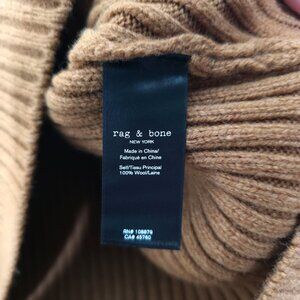 rag & bone
NEW YORK
Made in China/
Fabriqué en Chine
Self/Tissu Principal
100% Wool/Laine
RN# 108879
CA# 45760